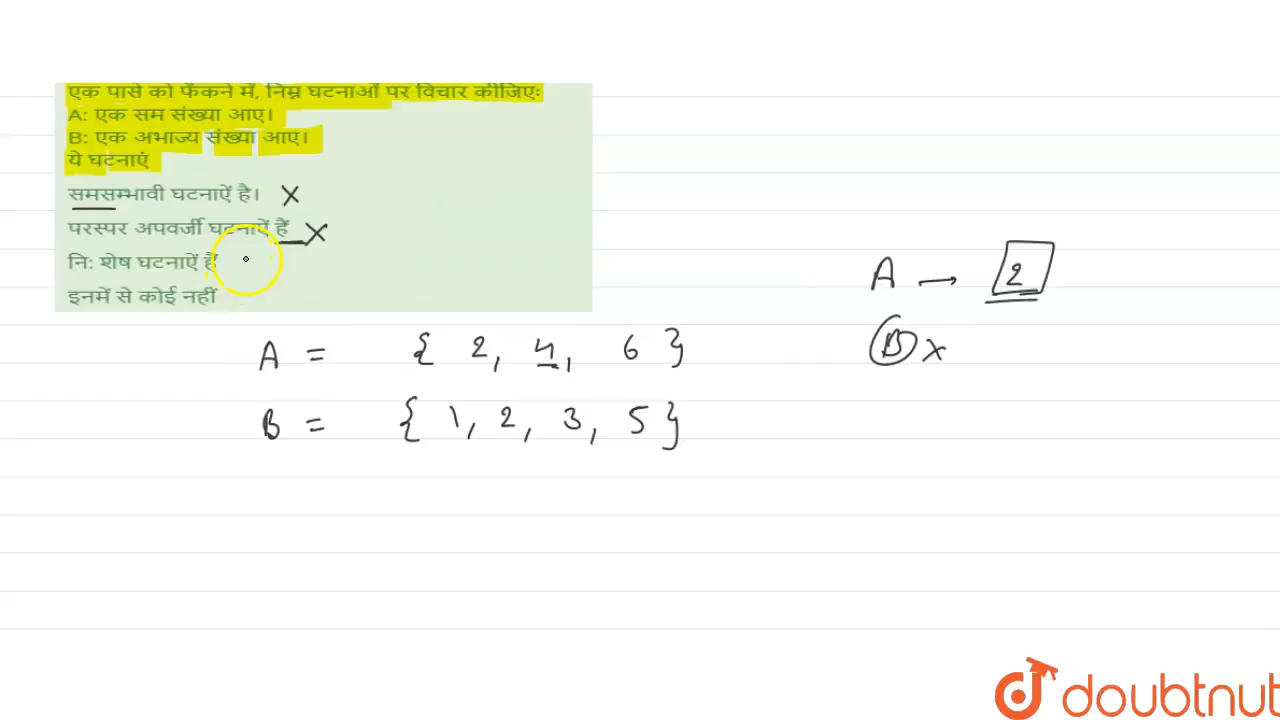 एक पासे को फेंकने में, निम्न घटनाओं पर विचार कीजिएः
A: एक सम संख्या आए।
B: एक अभाज्य संख्या आए।
ये घटनाएं
समसम्भावी घटनाऐं है। X
परस्पर अपवर्जी घटनाऐं हैं X
नि: शेष घटनाऐं हैं
इनमें से कोई नहीं
A → 2
B x
A = { 2, 4, 6 }
B = { 1, 2, 3, 5 }
doubtnut